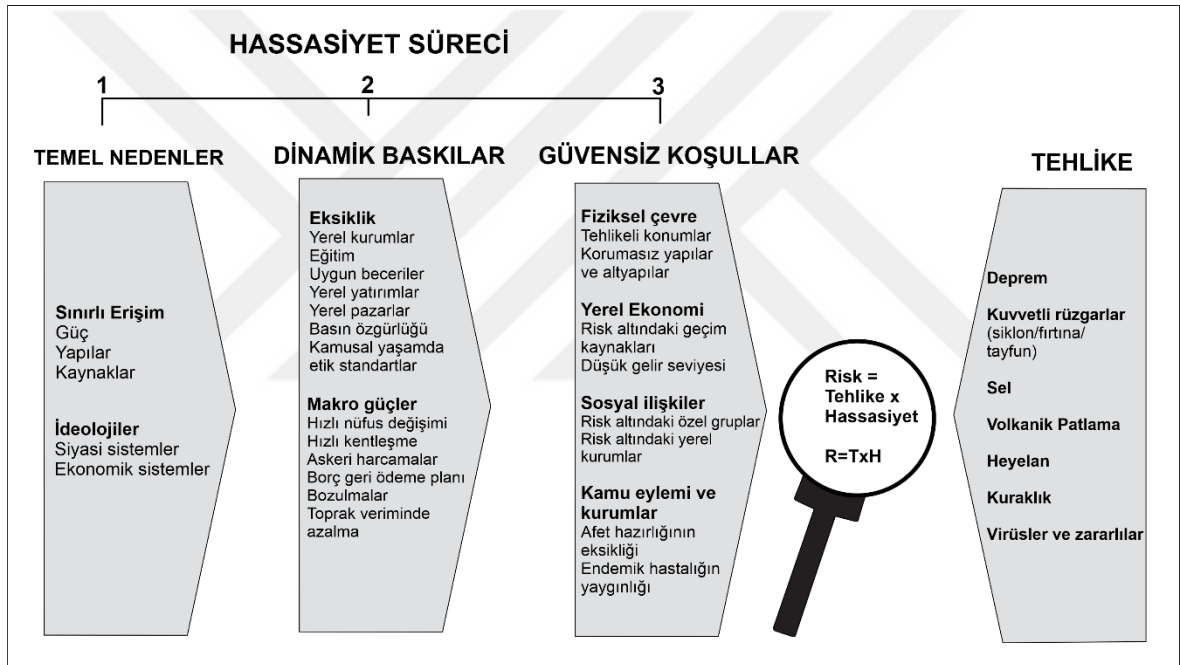 HASSASİYET SÜRECİ
1
2
3
TEMEL NEDENLER
Sınırlı Erişim
Güç
Yapılar
Kaynaklar
İdeolojiler
Siyasi sistemler
Ekonomik sistemler
DİNAMİK BASKILAR
Eksiklik
Yerel kurumlar
Eğitim
Uygun beceriler
Yerel yatırımlar
Yerel pazarlar
Basın özgürlüğü
Kamusal yaşamda
etik standartlar
Makro güçler
Hızlı nüfus değişimi
Hızlı kentleşme
Askeri harcamalar
Borç geri ödeme planı
Bozulmalar
Toprak veriminde
azalma
GÜVENSİZ KOŞULLAR
Fiziksel çevre
Tehlikeli konumlar
Korumasız yapılar
ve altyapılar
Yerel Ekonomi
Risk altındaki geçim
kaynakları
Düşük gelir seviyesi
Sosyal ilişkiler
Risk altındaki özel gruplar
Risk altındaki yerel
kurumlar
Kamu eylemi ve
kurumlar
Afet hazırlığının
eksikliği
Endemik hastalığın
yaygınlığı
Risk =
Tehlike x
Hassasiyet
R=TxH
TEHLİKE
Deprem
Kuvvetli rüzgarlar
(siklon/fırtına/
tayfun)
Sel
Volkanik Patlama
Heyelan
Kuraklık
Virüsler ve zararlılar